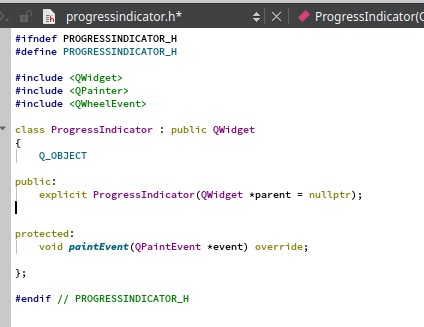 progressindicator.h*
ProgressIndicator(
#ifndef PROGRESSINDICATOR_H
#define PROGRESSINDICATOR_H
#include <QWidget>
#include <QPainter>
#include <QWheelEvent>
class ProgressIndicator : public QWidget
{
Q_OBJECT
public:
explicit ProgressIndicator(QWidget *parent = nullptr);
protected:
void paintEvent(QPaintEvent *event) override;
};
#endif // PROGRESSINDICATOR_H